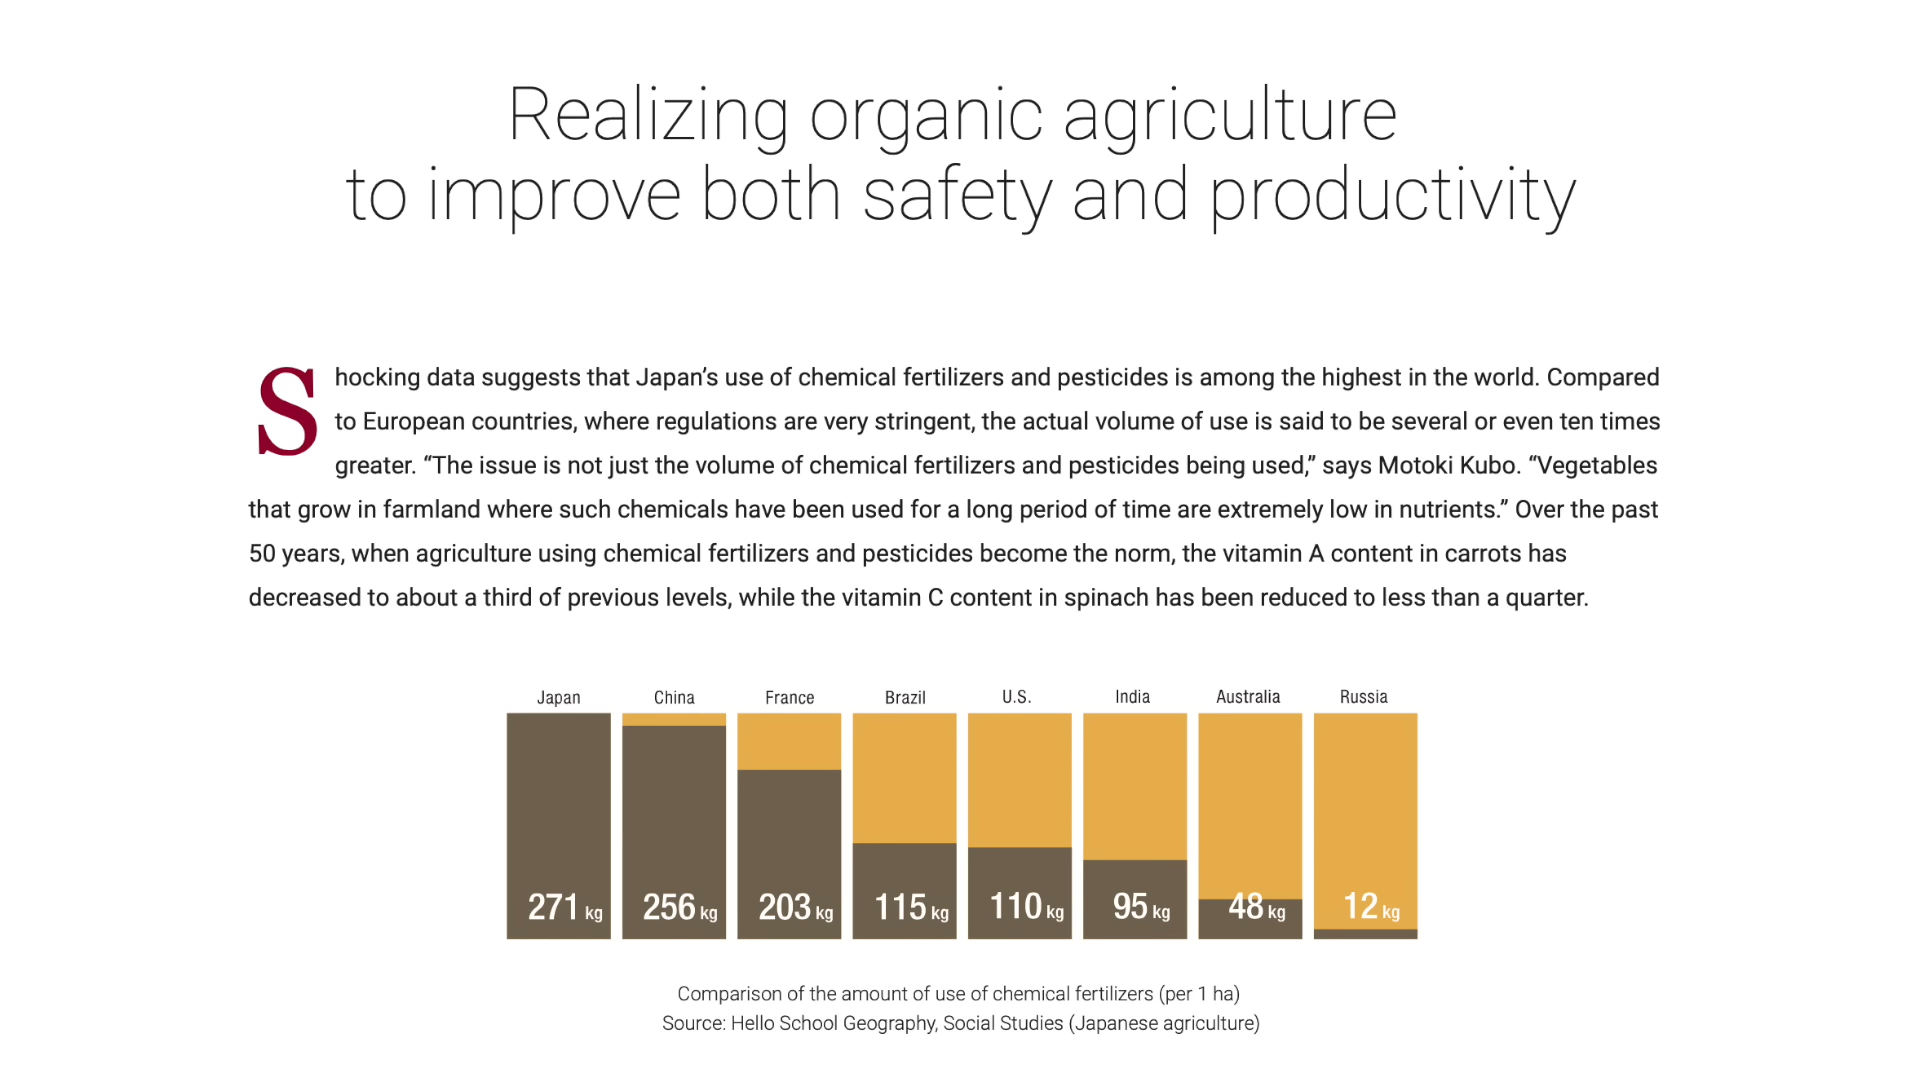 Realizing organic agriculture
to improve both safety and productivity
Shocking data suggests that Japan’s use of chemical fertilizers and pesticides is among the highest in the world. Compared
to European countries, where regulations are very stringent, the actual volume of use is said to be several or even ten times
greater. “The issue is not just the volume of chemical fertilizers and pesticides being used,” says Motoki Kubo. “Vegetables
that grow in farmland where such chemicals have been used for a long period of time are extremely low in nutrients.” Over the past
50 years, when agriculture using chemical fertilizers and pesticides become the norm, the vitamin A content in carrots has
decreased to about a third of previous levels, while the vitamin C content in spinach has been reduced to less than a quarter.
Japan China France Brazil U.S. India Australia Russia
271 kg 256 kg 203 kg 115 kg 110 kg 95 kg 48 kg 12 kg
Comparison of the amount of use of chemical fertilizers (per 1 ha)
Source: Hello School Geography, Social Studies (Japanese agriculture)